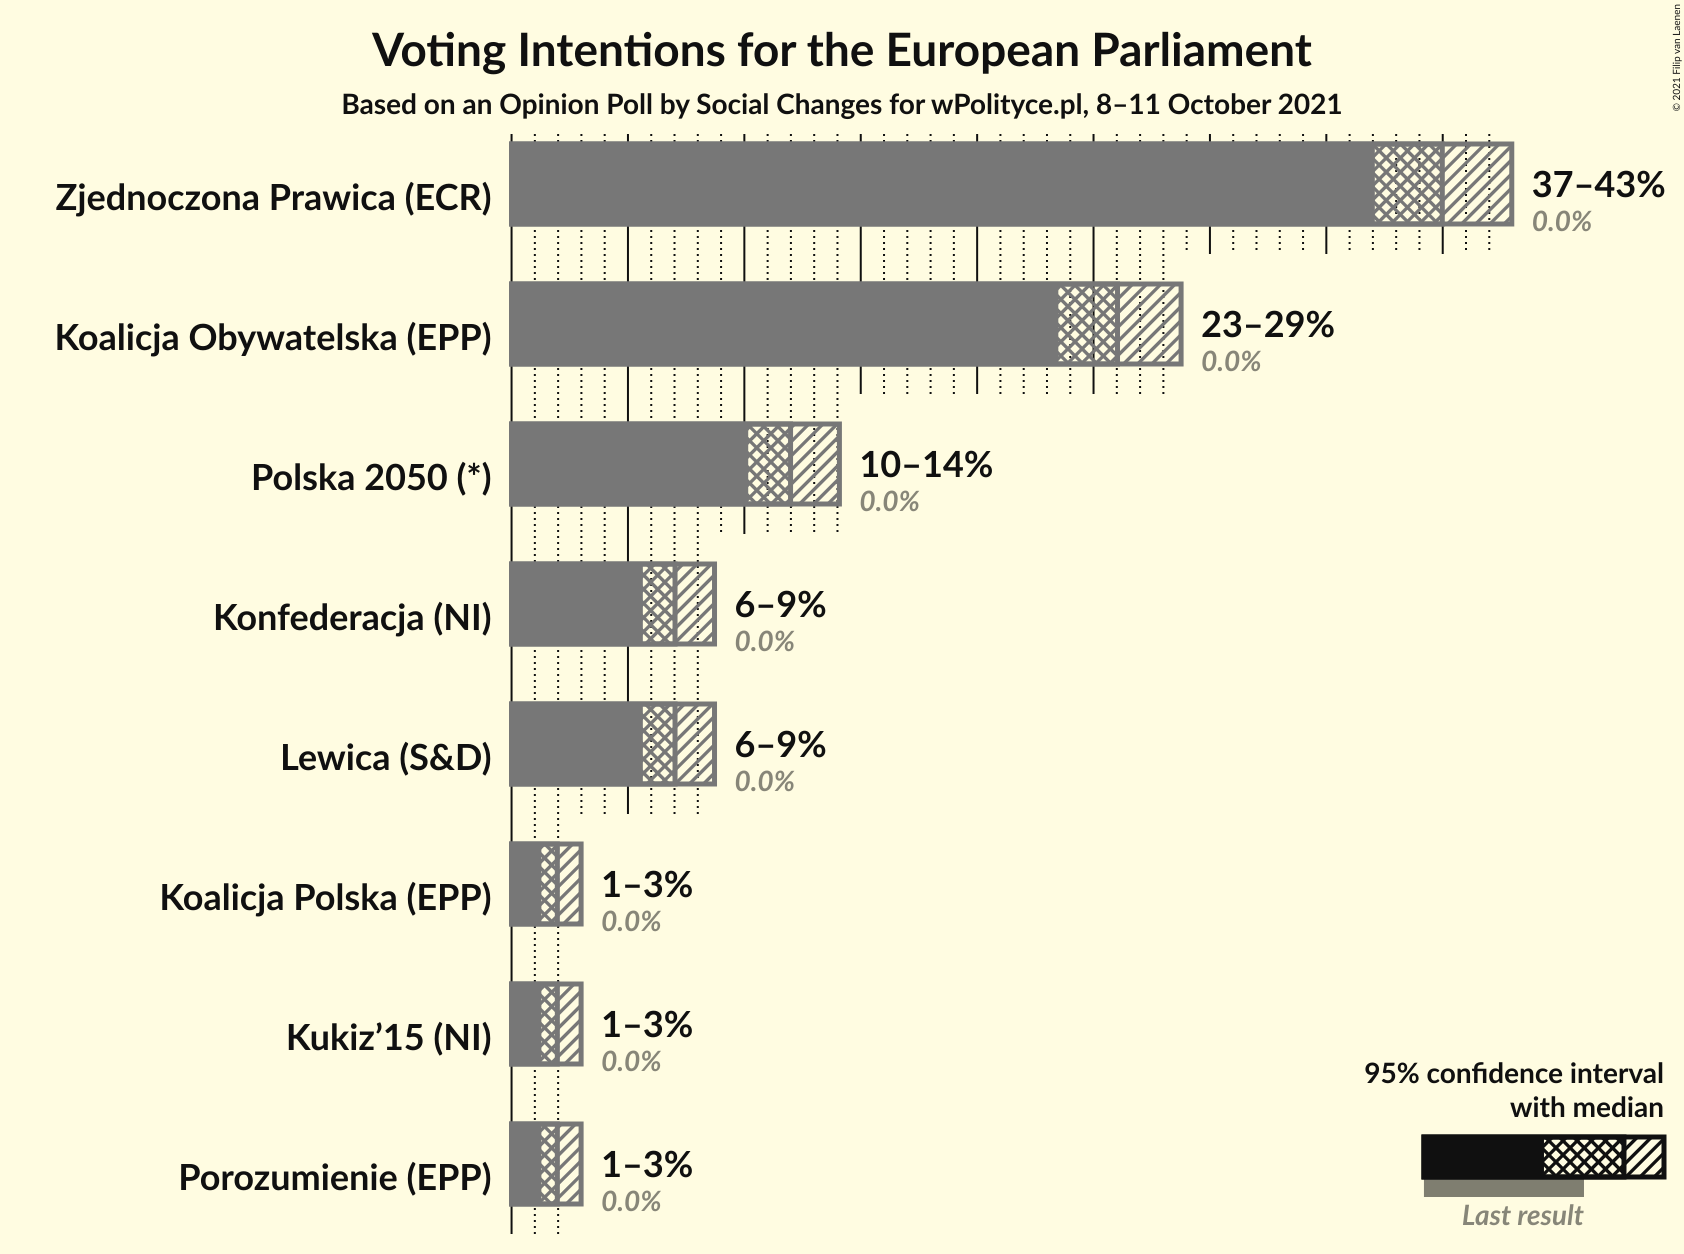 Voting Intentions for the European Parliament
Based on an Opinion Poll by Social Changes for wPolityce.pl, 8–11 October 2021
© 2021 Filip van Laenen
Zjednoczona Prawica (ECR)
37–43%
0.0%
Koalicja Obywatelska (EPP)
23–29%
0.0%
Polska 2050 (*)
10–14%
0.0%
Konfederacja (NI)
6–9%
0.0%
Lewica (S&D)
6–9%
0.0%
Koalicja Polska (EPP)
1–3%
0.0%
Kukiz’15 (NI)
1–3%
0.0%
Porozumienie (EPP)
1–3%
0.0%
95% confidence interval
with median
Last result